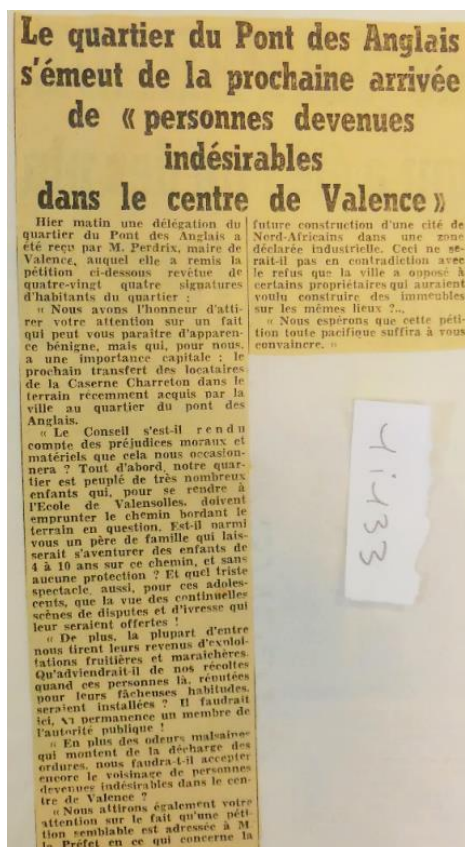 Le quartier du Pont des Anglais
s'émeut de la prochaine arrivée
de « personnes devenues
indésirables
dans le centre de Valence »
Hier matin une délégation du
quartier du Pont des Anglais a
été reçu par M. Perdrix, maire de
Valence, auquel elle a remis la
pétition ci-dessous revêtue de
quatre-vingt quatre signatures
d'habitants du quartier :
« Nous avons l'honneur d'atti-
rer votre attention sur un fait
qui peut vous paraître d'apparen-
ce bénigne, mais qui, pour nous,
a une importance capitale : le
prochain transfert des locataires
de la Caserne Charreton dans le
terrain récemment acquis par la
ville au quartier du pont des
Anglais.
« Le Conseil s'est-il rendu
compte des préjudices moraux et
matériels que cela nous occasion-
nera ? Tout d'abord, notre quar-
tier est peuplé de très nombreux
enfants qui, pour se rendre à
l'Ecole de Valensolles, doivent
emprunter le chemin bordant le
terrain en question. Est-il parmi
vous un père de famille qui lais-
serait s'aventurer des enfants de
4 à 10 ans sur ce chemin, et sans
aucune protection ? Et quel triste
spectacle, aussi, pour ces adoles-
cents, que la vue des continuelles
scènes de disputes et d'ivresse qui
leur seraient offertes !
« De plus, la plupart d'entre
nous tirent leurs revenus d'exploi-
tations fruitières et maraîchères.
Qu'adviendrait-il de nos récoltes
quand ces personnes là, réputées
pour leurs fâcheuses habitudes,
seraient installées ? Il faudrait
ici, en permanence un membre de
l'autorité publique !
« En plus des odeurs malsaines
qui montent de la décharge des
ordures, nous faudra-t-il accepter
encore le voisinage de personnes
devenues indésirables dans le cen-
tre de Valence ?
« Nous attirons également votre
attention sur le fait qu'une péti-
tion semblable est adressée à M
le Préfet en ce qui concerne la
future construction d'une cité de
Nord-Africains dans une zone
déclarée industrielle. Ceci ne se-
rait-il pas en contradiction avec
le refus que la ville a opposé à
certains propriétaires qui auraient
voulu construire des immeubles
sur les mêmes lieux ?...
« Nous espérons que cette péti-
tion toute pacifique suffira à vous
convaincre. »
4i133